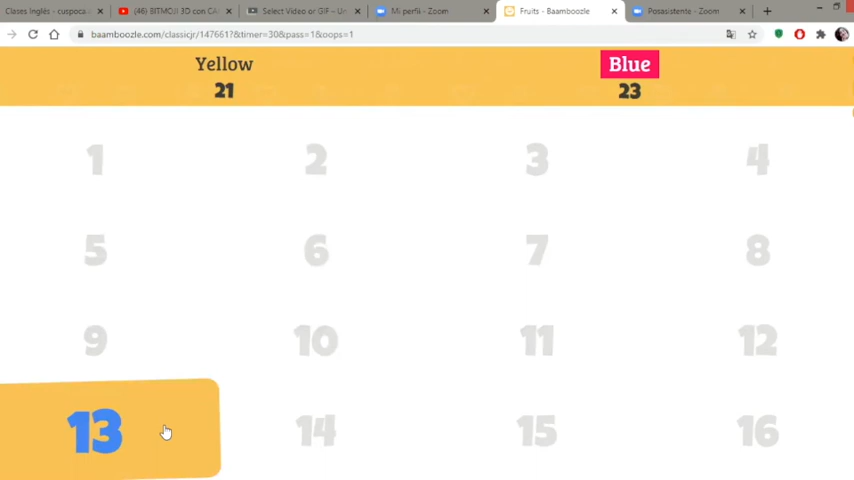 Clases Inglés - cuspoca
(46) BITMOJI 3D con CA
Select Video or GIF – Un
Mi perfil - Zoom
Fruits - Baamboozle
Posasistente - Zoom
baamboozle.com/classicjr/147661?&timer=30&pass=1&oops=1
Yellow
Blue
21
23
1 2 3 4
5 6 7 8
9 10 11 12
13 14 15 16